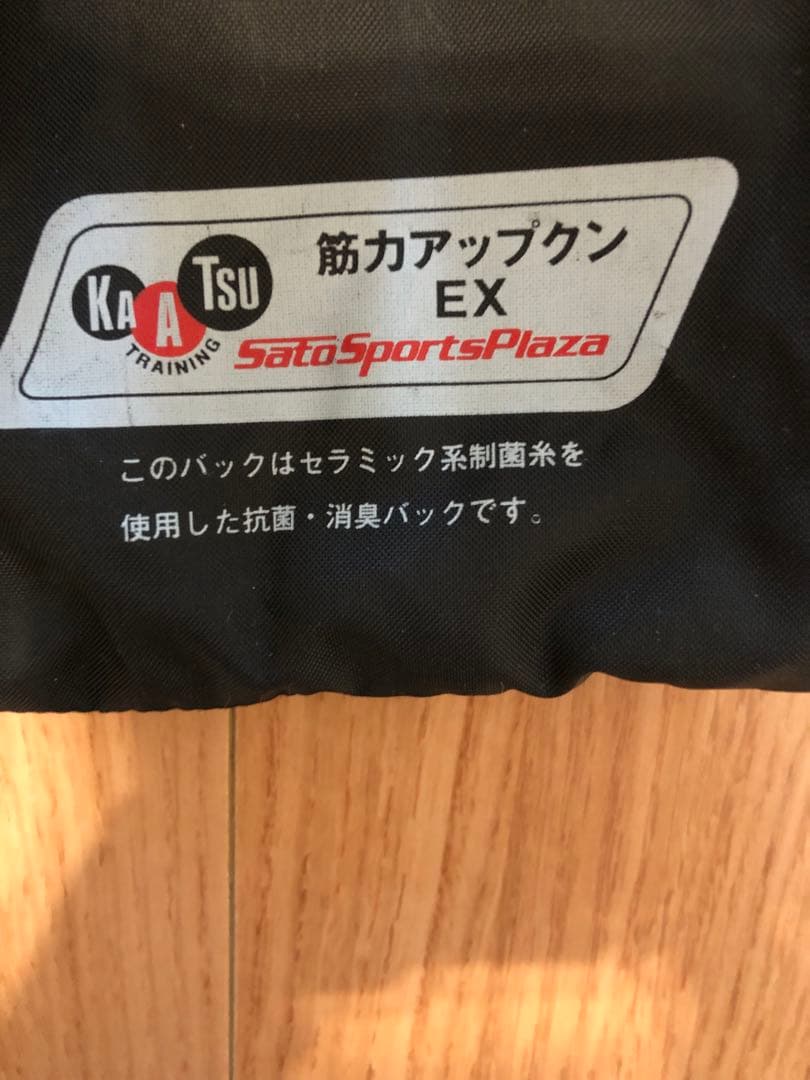 KAATSU
TRAINING
筋力アップクン
EX
SatoSportsPlaza
このバックはセラミック系制菌糸を
使用した抗菌・消臭バックです。